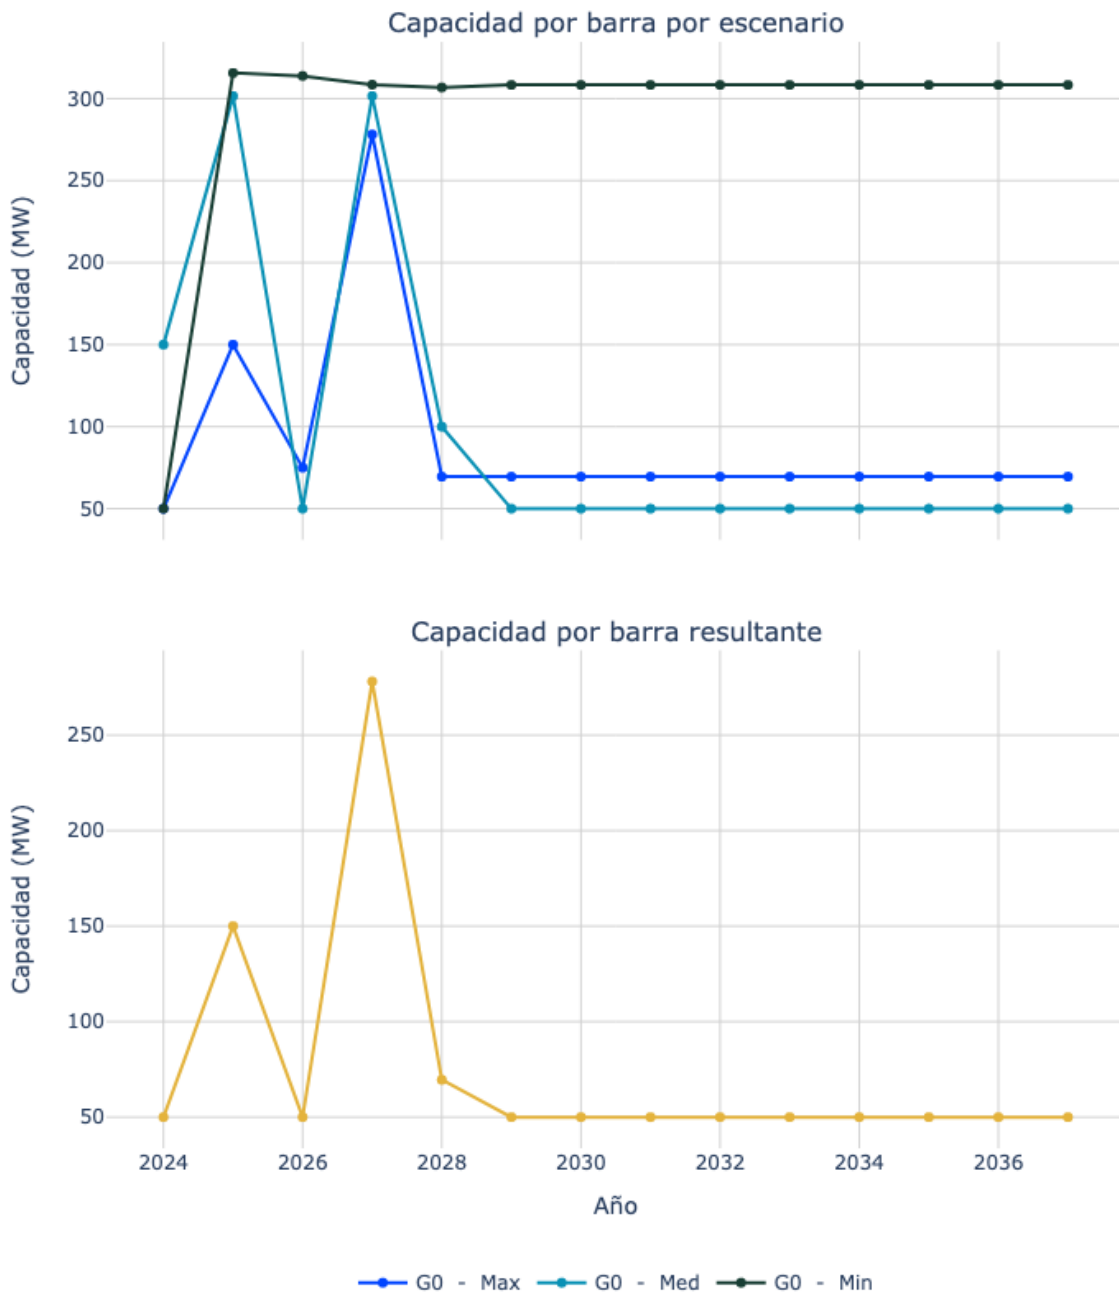 Capacidad por barra por escenario
Capacidad (MW)
300
250
200
150
100
50
Capacidad por barra resultante
Capacidad (MW)
250
200
150
100
50
2024 2026 2028 2030 2032 2034 2036
Año
G0 - Max G0 - Med G0 - Min